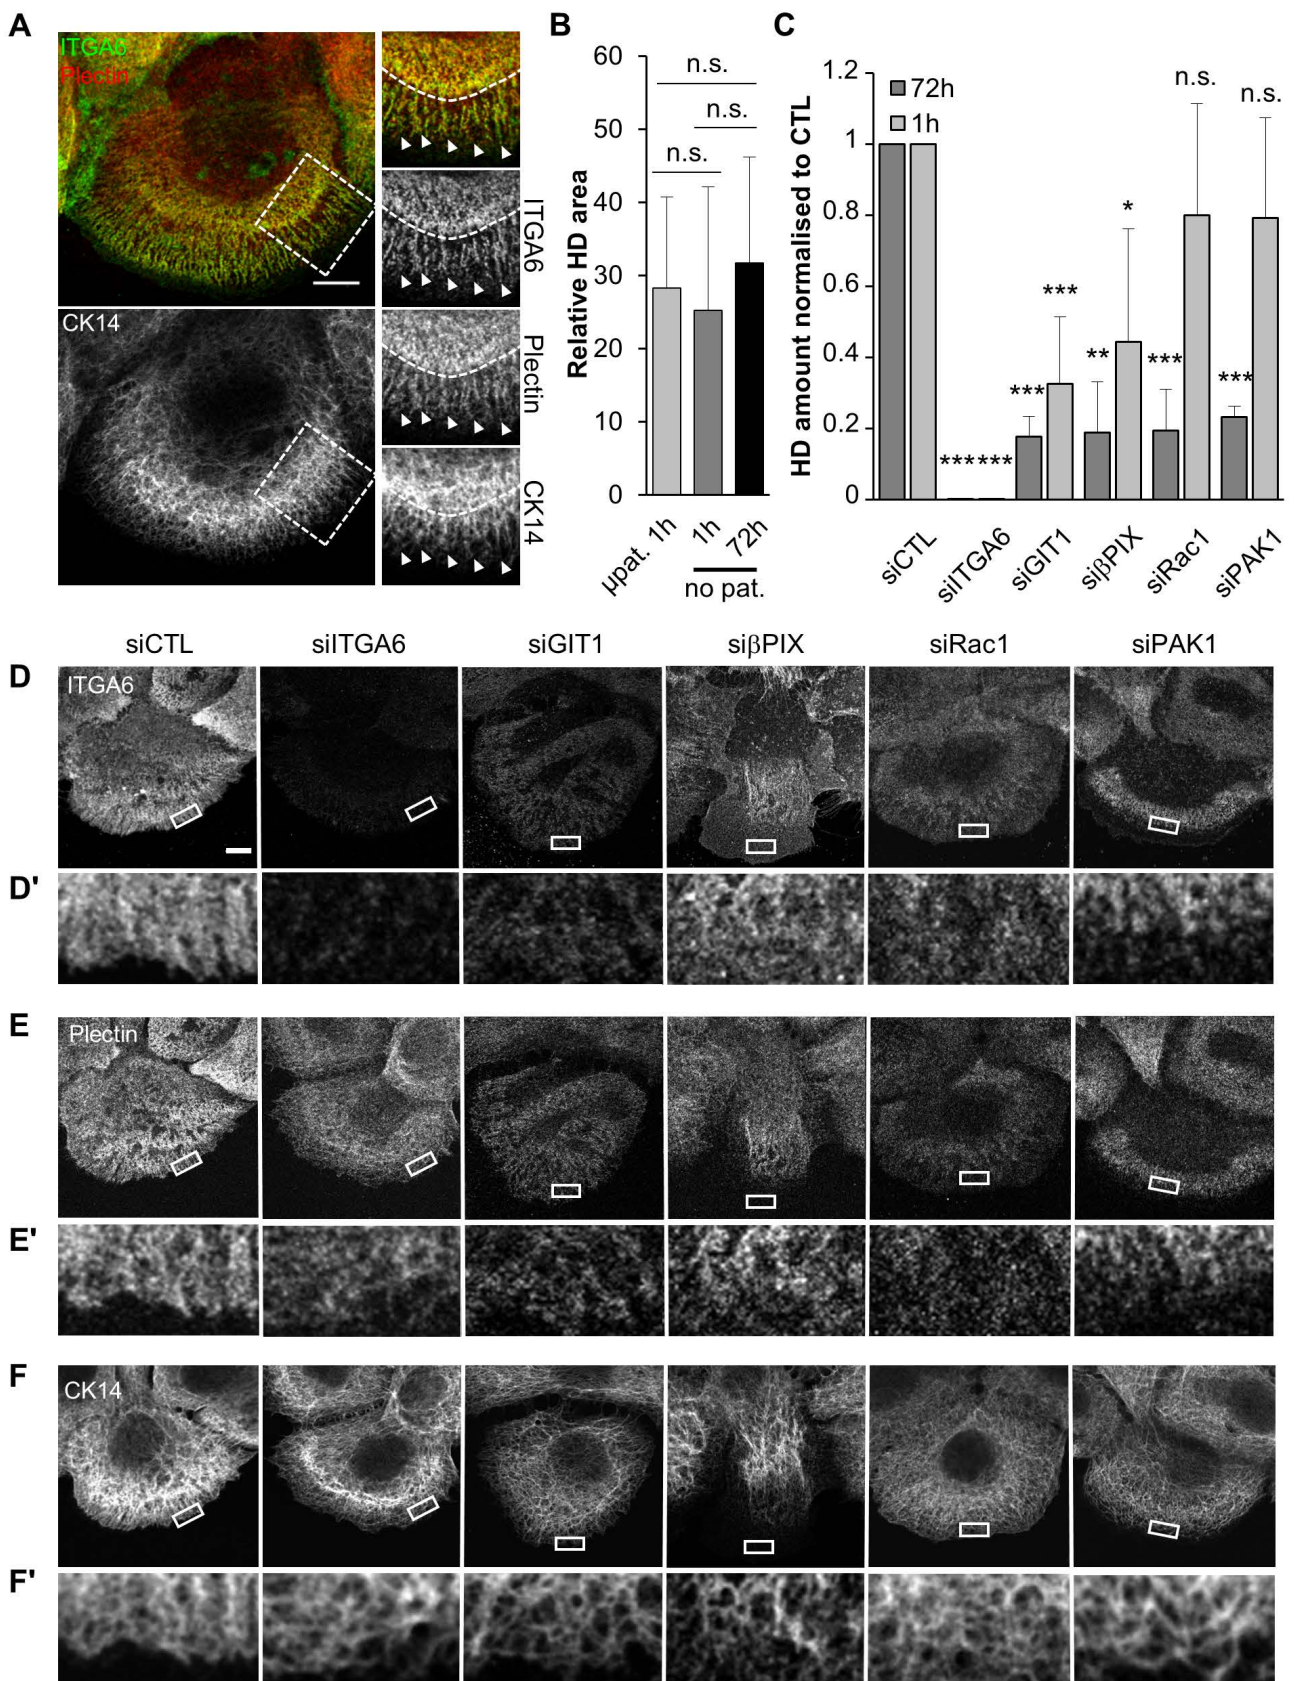 A
ITGA6
Plectin
CK14
ITGA6
Plectin
CK14
B
Relative HD area
60
50
40
30
20
10
0
n.s.
n.s.
n.s.
µpat. 1h
1h
72h
no pat.
C
HD amount normalised to CTL
1.2
1
0.8
0.6
0.4
0.2
0
72h
1h
******
***
***
**
*
***
n.s.
***
n.s.
siCTL
siITGA6
siGIT1
siβPIX
siRac1
siPAK1
siCTL siITGA6 siGIT1 siβPIX siRac1 siPAK1
D
ITGA6
D'
E
Plectin
E'
F
CK14
F'